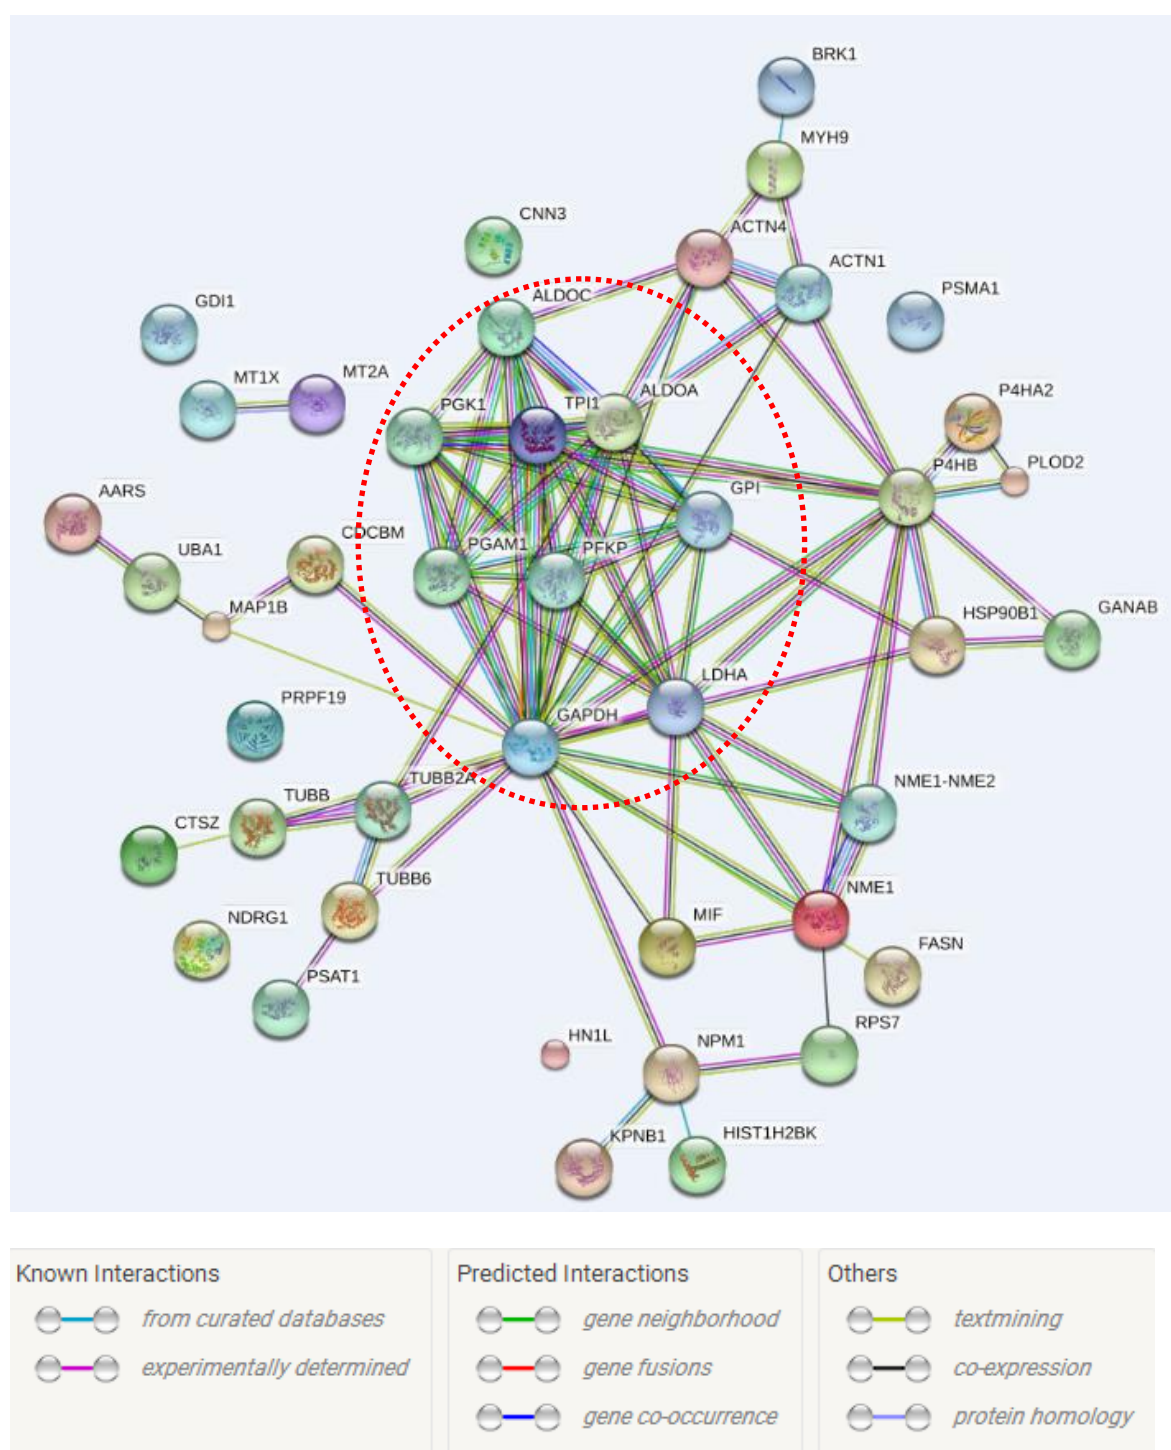 BRK1
MYH9
CNN3
ACTN4
ACTN1
PSMA1
ALDOC
GDI1
MT1X
MT2A
PGK1
TPI1
ALDOA
P4HA2
P4HB
PLOD2
AARS
GPI
UBA1
CDCBM
PGAM1
PFKP
MAP1B
HSP90B1
GANAB
LDHA
PRPF19
GAPDH
TUBB2A
NME1-NME2
TUBB
CTSZ
TUBB6
NME1
NDRG1
MIF
FASN
PSAT1
RPS7
HN1L
NPM1
KPNB1
HIST1H2BK
Known Interactions
from curated databases
experimentally determined
Predicted Interactions
gene neighborhood
gene fusions
gene co-occurrence
Others
textmining
co-expression
protein homology